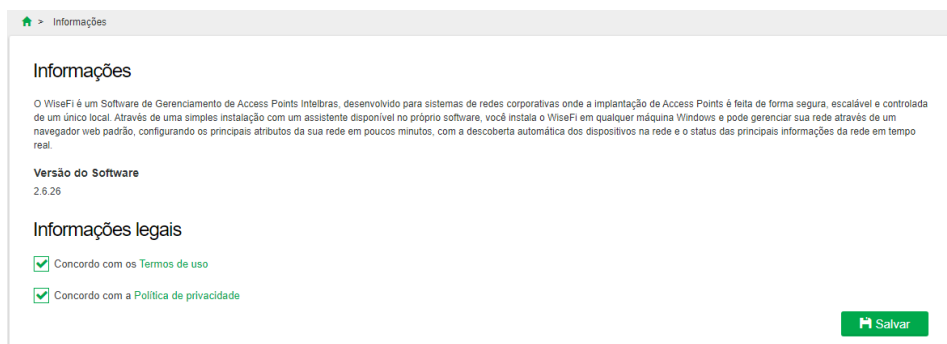 > Informações
Informações
O WiseFi é um Software de Gerenciamento de Access Points Intelbras, desenvolvido para sistemas de redes corporativas onde a implantação de Access Points é feita de forma segura, escalável e controlada
de um único local. Através de uma simples instalação com um assistente disponível no próprio software, você instala o WiseFi em qualquer máquina Windows e pode gerenciar sua rede através de um
navegador web padrão, configurando os principais atributos da sua rede em poucos minutos, com a descoberta automática dos dispositivos na rede e o status das principais informações da rede em tempo
real.
Versão do Software
2.6.26
Informações legais
Concordo com os Termos de uso
Concordo com a Política de privacidade
Salvar